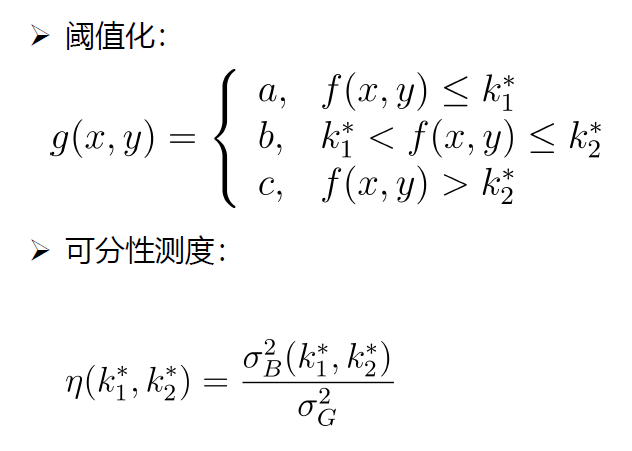 ➢ 阈值化：
a, f(x, y) ≤ k₁*
g(x, y) = { b, k₁* < f(x, y) ≤ k₂*
c, f(x, y) > k₂*
➢ 可分性测度：
η(k₁*, k₂*) = σ_B²(k₁*, k₂*) / σ_G²